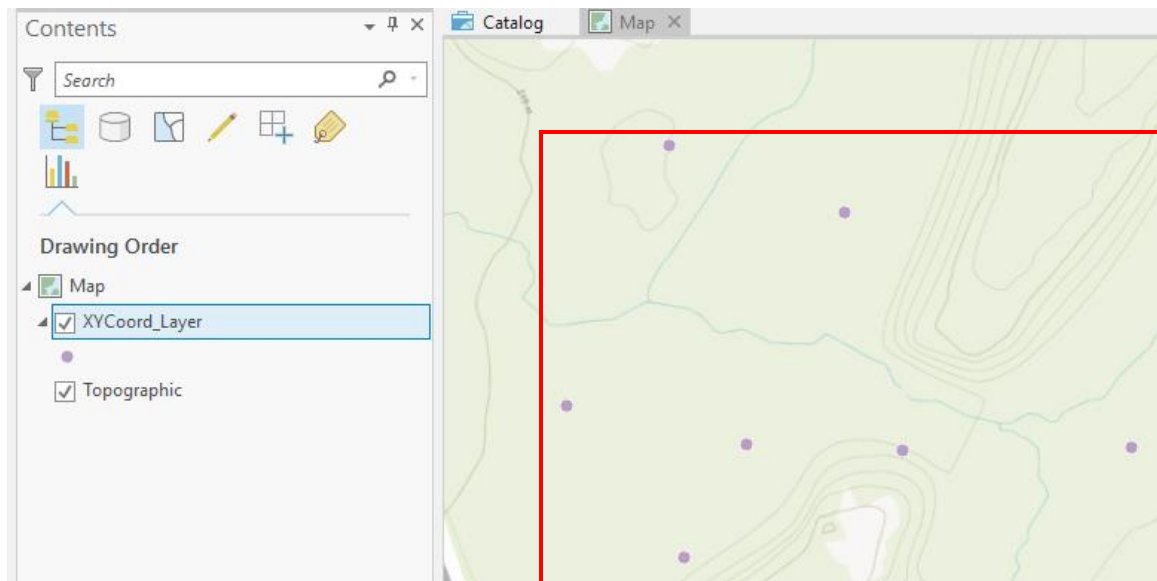 Contents
Catalog
Map
Search
Drawing Order
Map
XYCoord_Layer
Topographic